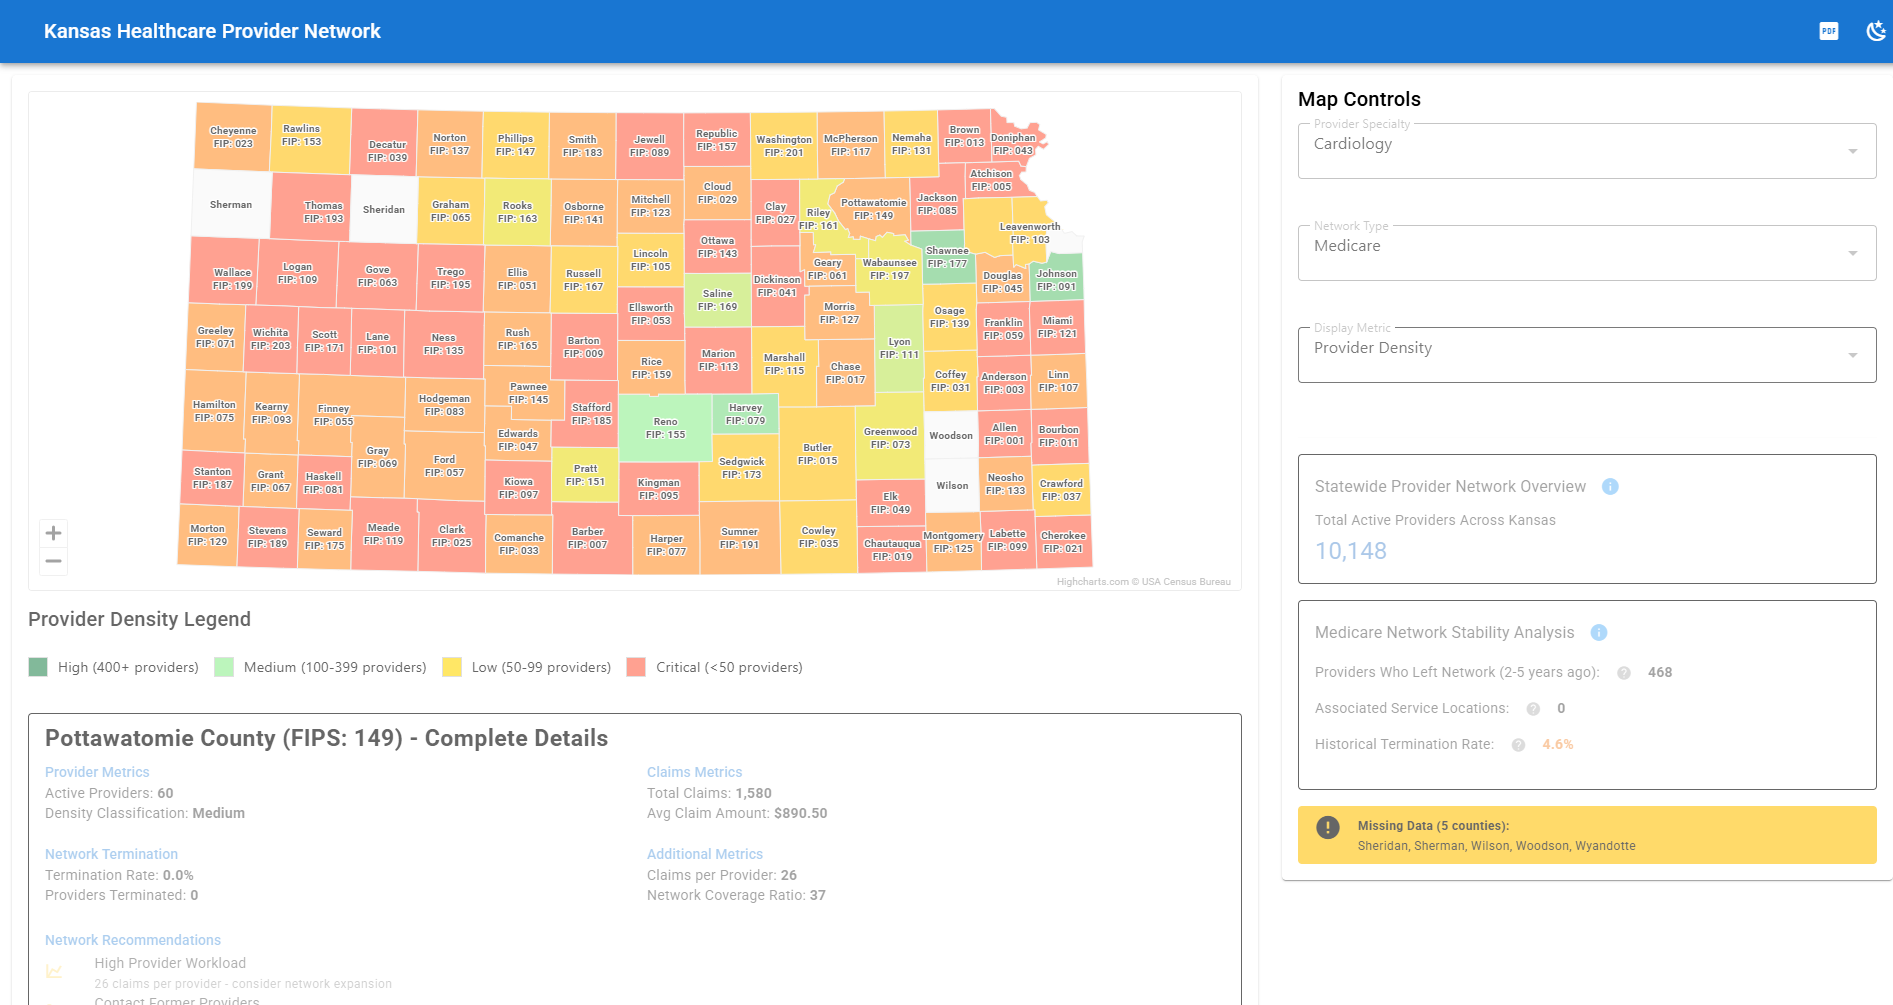 Kansas Healthcare Provider Network
PDF
Cheyenne
FIP: 023
Rawlins
FIP: 153
Decatur
FIP: 039
Norton
FIP: 137
Phillips
FIP: 147
Smith
FIP: 183
Jewell
FIP: 089
Republic
FIP: 157
Washington
FIP: 201
McPherson
FIP: 117
Nemaha
FIP: 131
Brown
FIP: 013
Doniphan
FIP: 043
Atchison
FIP: 005
Sherman
Thomas
FIP: 193
Sheridan
Graham
FIP: 065
Rooks
FIP: 163
Osborne
FIP: 141
Mitchell
FIP: 123
Cloud
FIP: 029
Clay
FIP: 027
Riley
FIP: 161
Pottawatomie
FIP: 149
Jackson
FIP: 085
Leavenworth
FIP: 103
Wallace
FIP: 199
Logan
FIP: 109
Gove
FIP: 063
Trego
FIP: 195
Ellis
FIP: 051
Russell
FIP: 167
Lincoln
FIP: 105
Ottawa
FIP: 143
Saline
FIP: 169
Dickinson
FIP: 041
Geary
FIP: 061
Wabaunsee
FIP: 197
Shawnee
FIP: 177
Douglas
FIP: 045
Johnson
FIP: 091
Greeley
FIP: 071
Wichita
FIP: 203
Scott
FIP: 171
Lane
FIP: 101
Ness
FIP: 135
Rush
FIP: 165
Barton
FIP: 009
Ellsworth
FIP: 053
Rice
FIP: 159
Marion
FIP: 113
Marshall
FIP: 115
Morris
FIP: 127
Chase
FIP: 017
Lyon
FIP: 111
Osage
FIP: 139
Franklin
FIP: 059
Miami
FIP: 121
Coffey
FIP: 031
Anderson
FIP: 003
Linn
FIP: 107
Hamilton
FIP: 075
Kearny
FIP: 093
Finney
FIP: 055
Hodgeman
FIP: 083
Pawnee
FIP: 145
Stafford
FIP: 185
Edwards
FIP: 047
Reno
FIP: 155
Harvey
FIP: 079
Gray
FIP: 069
Ford
FIP: 057
Sedgwick
FIP: 173
Butler
FIP: 015
Greenwood
FIP: 073
Woodson
Allen
FIP: 001
Bourbon
FIP: 011
Stanton
FIP: 187
Grant
FIP: 067
Haskell
FIP: 081
Kiowa
FIP: 097
Pratt
FIP: 151
Kingman
FIP: 095
Elk
FIP: 049
Wilson
Neosho
FIP: 133
Crawford
FIP: 037
Morton
FIP: 129
Stevens
FIP: 189
Seward
FIP: 175
Meade
FIP: 119
Clark
FIP: 025
Comanche
FIP: 033
Barber
FIP: 007
Harper
FIP: 077
Sumner
FIP: 191
Cowley
FIP: 035
Chautauqua
FIP: 019
Montgomery
FIP: 125
Labette
FIP: 099
Cherokee
FIP: 021
+
−
Highcharts.com © USA Census Bureau
Provider Density Legend
High (400+ providers)
Medium (100-399 providers)
Low (50-99 providers)
Critical (<50 providers)
Pottawatomie County (FIPS: 149) - Complete Details
Provider Metrics
Active Providers: 60
Density Classification: Medium
Claims Metrics
Total Claims: 1,580
Avg Claim Amount: $890.50
Network Termination
Termination Rate: 0.0%
Providers Terminated: 0
Additional Metrics
Claims per Provider: 26
Network Coverage Ratio: 37
Network Recommendations
High Provider Workload
26 claims per provider - consider network expansion
Contact Former Providers
Map Controls
Provider Specialty
Cardiology
Network Type
Medicare
Display Metric
Provider Density
Statewide Provider Network Overview
Total Active Providers Across Kansas
10,148
Medicare Network Stability Analysis
Providers Who Left Network (2-5 years ago): ? 468
Associated Service Locations: ? 0
Historical Termination Rate: ? 4.6%
Missing Data (5 counties):
Sheridan, Sherman, Wilson, Woodson, Wyandotte